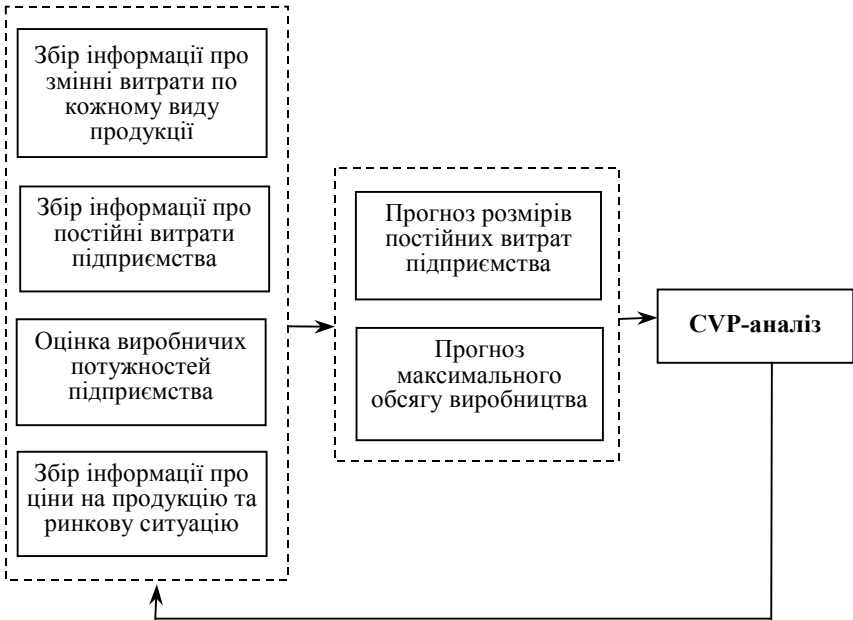 Збір інформації про
змінні витрати по
кожному виду
продукції
Збір інформації про
постійні витрати
підприємства
Оцінка виробничих
потужностей
підприємства
Збір інформації про
ціни на продукцію та
ринкову ситуацію
Прогноз розмірів
постійних витрат
підприємства
Прогноз
максимального
обсягу виробництва
CVP-аналіз